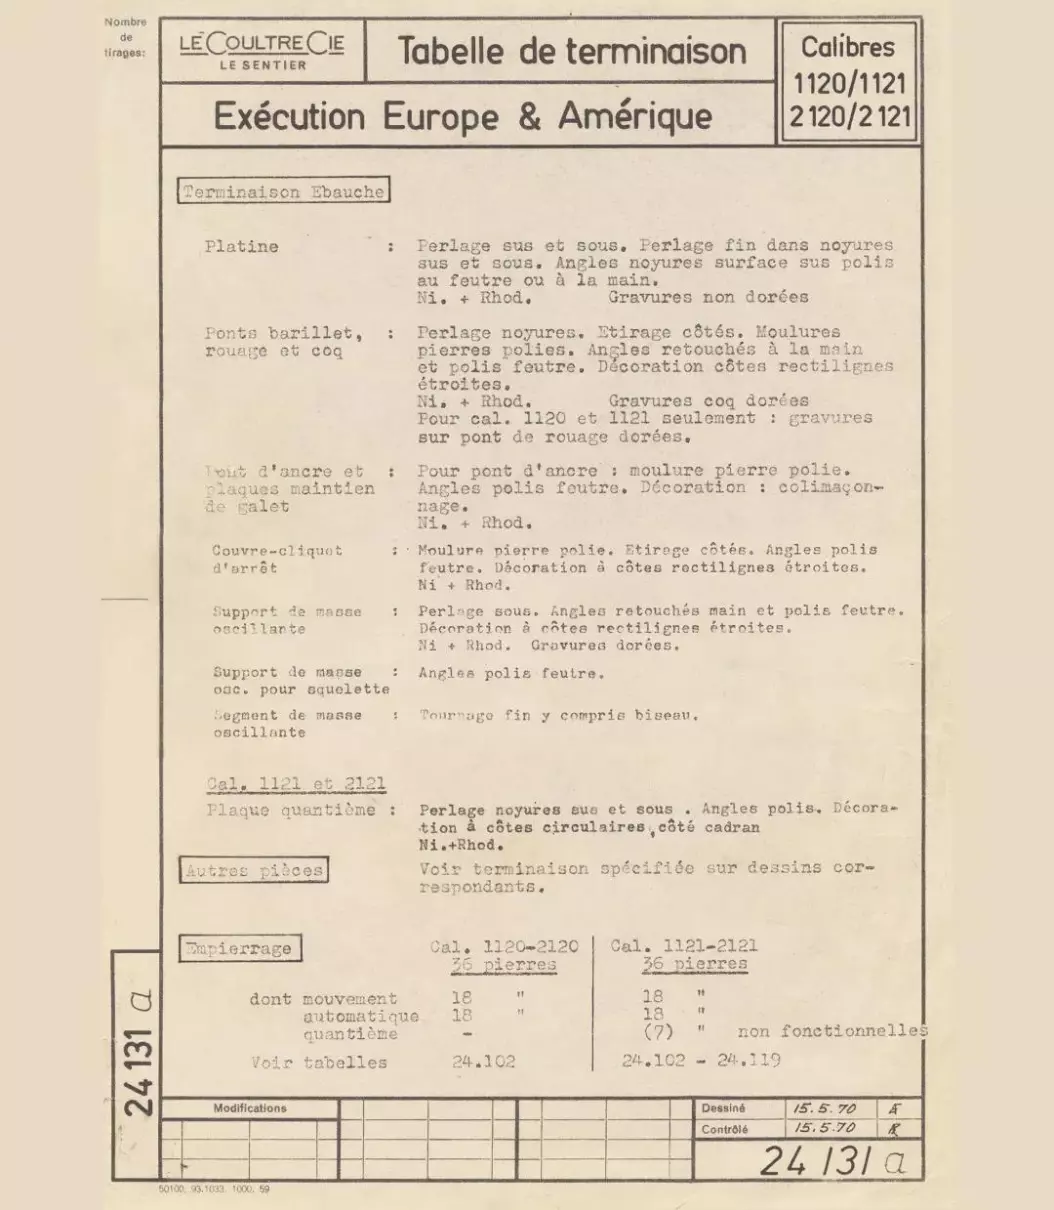 Nombre
de
tirages:
LECOULTRE CIE
LE SENTIER
Tabelle de terminaison
Calibres
1120/1121
2120/2121
Exécution Europe & Amérique
Terminaison Ebauche
Platine : Perlage sus et sous. Perlage fin dans noyures
sus et sous. Angles noyures surface sus polis
au feutre ou à la main.
Ni. + Rhod. Gravures non dorées
Ponts barillet, : Perlage noyures. Etirage côtés. Moulures
rouage et coq pierres polies. Angles retouchés à la main
et polis feutre. Décoration côtes rectilignes
étroites.
Ni. + Rhod. Gravures coq dorées
Pour cal. 1120 et 1121 seulement : gravures
sur pont de rouage dorées.
d'ancre et : Pour pont d'ancre : moulure pierre polie.
plaques maintien Angles polis feutre. Décoration : colimaçon-
de galet nage.
Ni. + Rhod.
Couvre-cliquet : Moulure pierre polie. Etirage côtés. Angles polis
d'arrêt feutre. Décoration à côtes rectilignes étroites.
Ni + Rhod.
Support de masse : Perlage sous. Angles retouchés main et polis feutre.
oscillante Décoration à côtes rectilignes étroites.
Ni + Rhod. Gravures dorées.
Support de masse : Angles polis feutre.
osc. pour squelette
Segment de masse : Tournage fin y compris biseau.
oscillante
Cal. 1121 et 2121
Plaque quantième : Perlage noyures sus et sous . Angles polis. Décora-
tion à côtes circulaires, côté cadran
Ni.+Rhod.
Autres pièces Voir terminaison spécifiée sur dessins cor-
respondants.
Empierrage Cal. 1120-2120 Cal. 1121-2121
36 pierres 36 pierres
dont mouvement 18 " 18 "
automatique 18 " 18 "
quantième - (7) " non fonctionnelles
Voir tabelles 24.102 24.102 - 24.119
24 131 a
Modifications
Dessiné 15. 5. 70
Contrôlé 15. 5. 70
24 131 a
50100. 93.1033 1000. 59